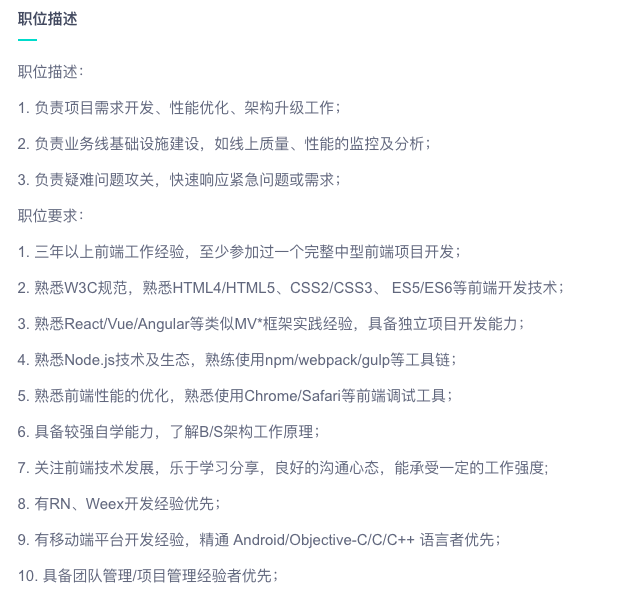 职位描述
职位描述：
1. 负责项目需求开发、性能优化、架构升级工作；
2. 负责业务线基础设施建设，如线上质量、性能的监控及分析；
3. 负责疑难问题攻关，快速响应紧急问题或需求；
职位要求：
1. 三年以上前端工作经验，至少参加过一个完整中型前端项目开发；
2. 熟悉W3C规范，熟悉HTML4/HTML5、CSS2/CSS3、 ES5/ES6等前端开发技术；
3. 熟悉React/Vue/Angular等类似MV*框架实践经验，具备独立项目开发能力；
4. 熟悉Node.js技术及生态，熟练使用npm/webpack/gulp等工具链；
5. 熟悉前端性能的优化，熟悉使用Chrome/Safari等前端调试工具；
6. 具备较强自学能力，了解B/S架构工作原理；
7. 关注前端技术发展，乐于学习分享，良好的沟通心态，能承受一定的工作强度;
8. 有RN、Weex开发经验优先；
9. 有移动端平台开发经验，精通 Android/Objective-C/C/C++ 语言者优先；
10. 具备团队管理/项目管理经验者优先；